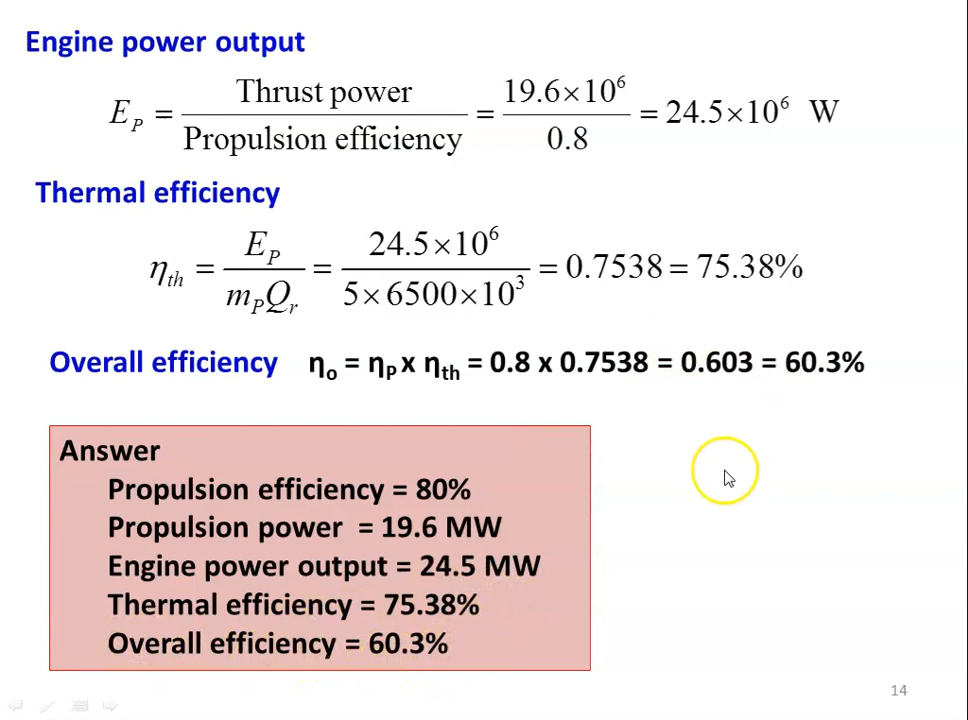 Engine power output
E_P = Thrust power / Propulsion efficiency = 19.6×10^6 / 0.8 = 24.5×10^6 W
Thermal efficiency
η_th = E_P / m_P Q_r = 24.5×10^6 / 5×6500×10^3 = 0.7538 = 75.38%
Overall efficiency η_o = η_P x η_th = 0.8 x 0.7538 = 0.603 = 60.3%
Answer
Propulsion efficiency = 80%
Propulsion power = 19.6 MW
Engine power output = 24.5 MW
Thermal efficiency = 75.38%
Overall efficiency = 60.3%
14